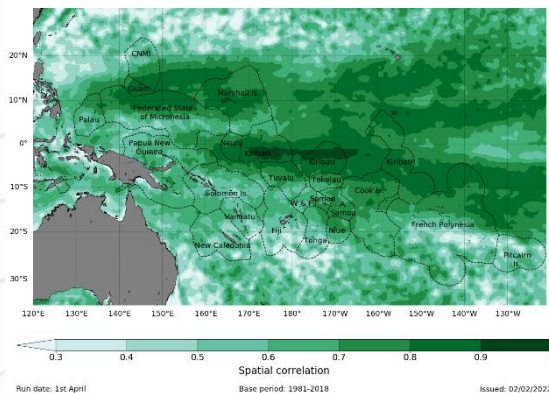 20°N
10°N
0°
10°S
20°S
30°S
CNMI
Guam
Marshall Is.
Federated States
of Micronesia
Palau
Papua New
Guinea
Nauru
Kiribati
Kiribati
Kiribati
Tuvalu
Tokelau
Solomon Is.
Cook Is.
W & F
Samoa
A.
Samoa
Vanuatu
French Polynesia
Fiji
Niue
Tonga
New Caledonia
Pitcairn
Is.
120°E 130°E 140°E 150°E 160°E 170°E 180° 170°W 160°W 150°W 140°W 130°W
0.3 0.4 0.5 0.6 0.7 0.8 0.9
Spatial correlation
Run date: 1st April Base period: 1981-2018 Issued: 02/02/2022